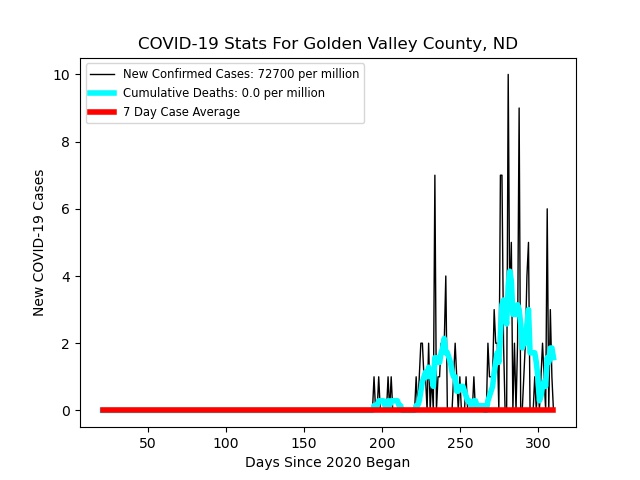 COVID-19 Stats For Golden Valley County, ND
New Confirmed Cases: 72700 per million
Cumulative Deaths: 0.0 per million
7 Day Case Average
New COVID-19 Cases
10
8
6
4
2
0
50 100 150 200 250 300
Days Since 2020 Began